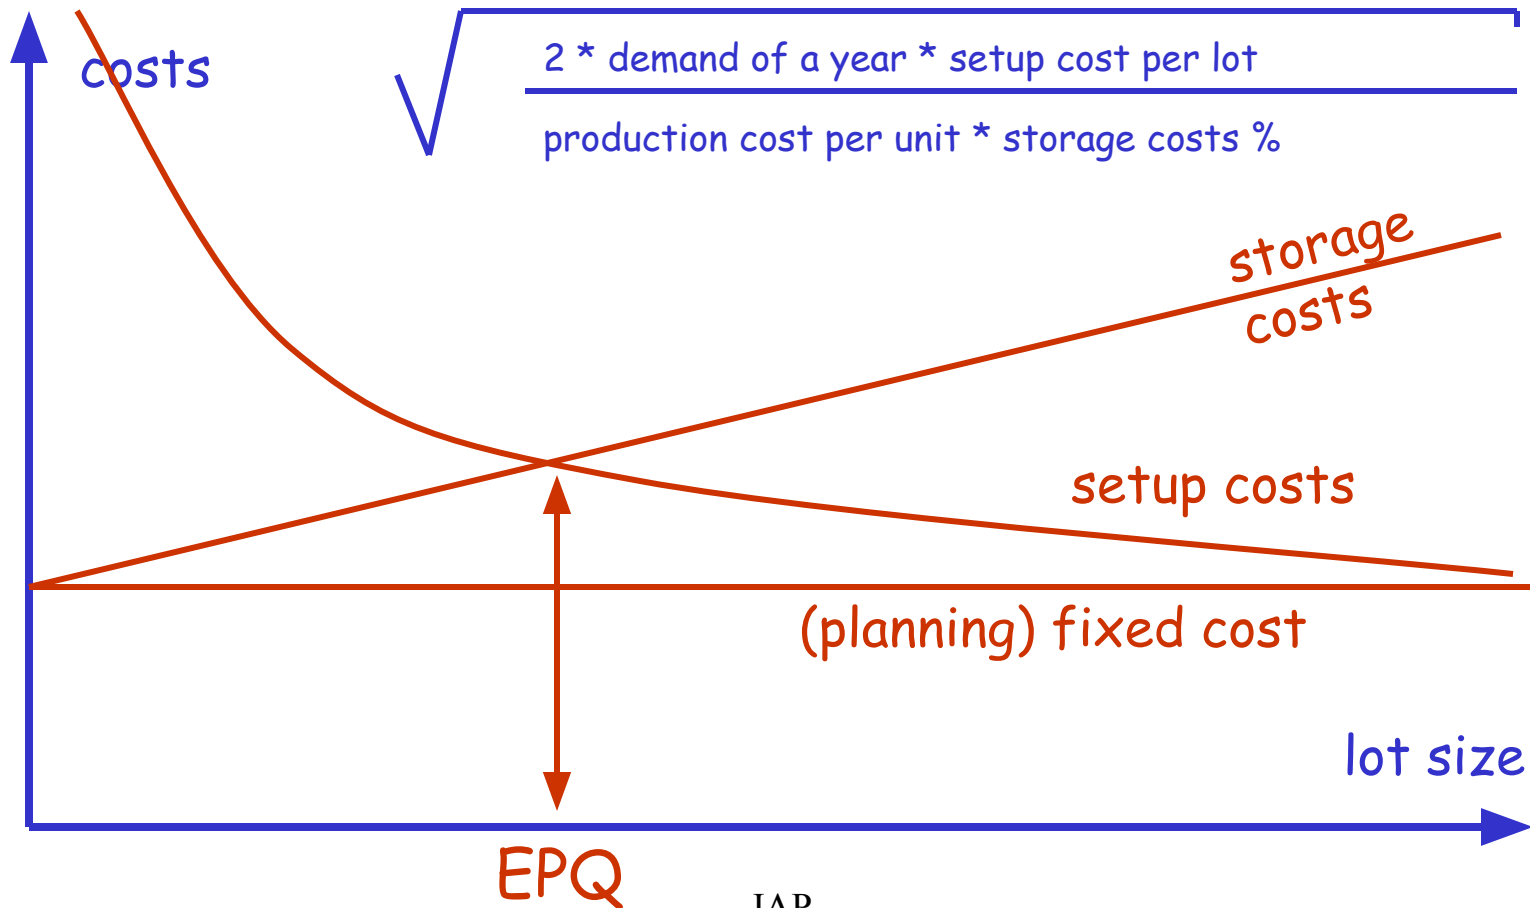 costs
2 * demand of a year * setup cost per lot
production cost per unit * storage costs %
storage
costs
setup costs
(planning) fixed cost
lot size
EPQ